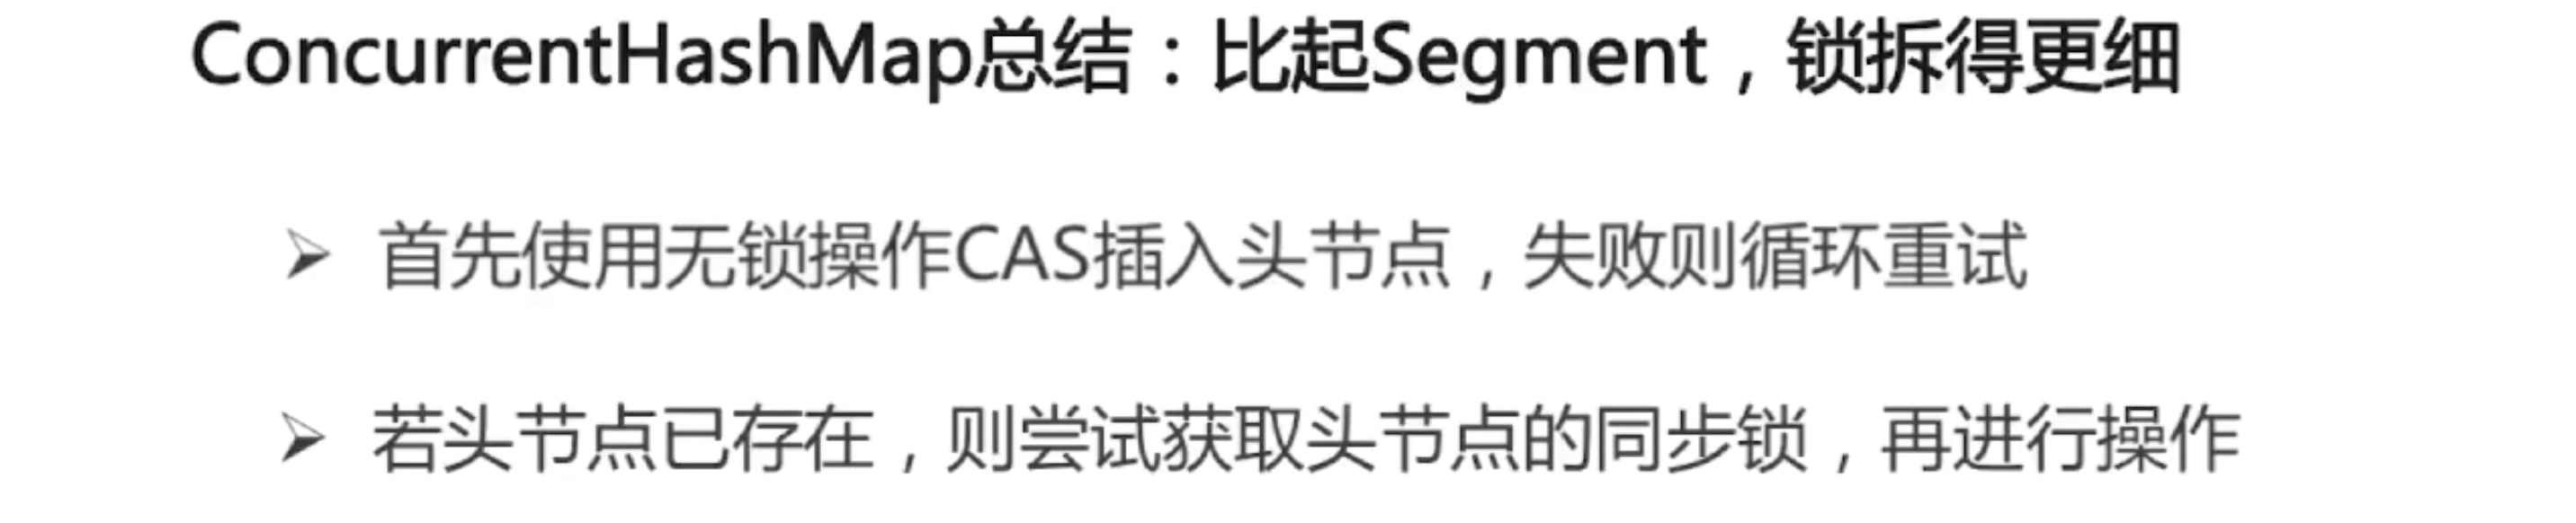 ConcurrentHashMap总结：比起Segment，锁拆得更细
首先使用无锁操作CAS插入头节点，失败则循环重试
若头节点已存在，则尝试获取头节点的同步锁，再进行操作